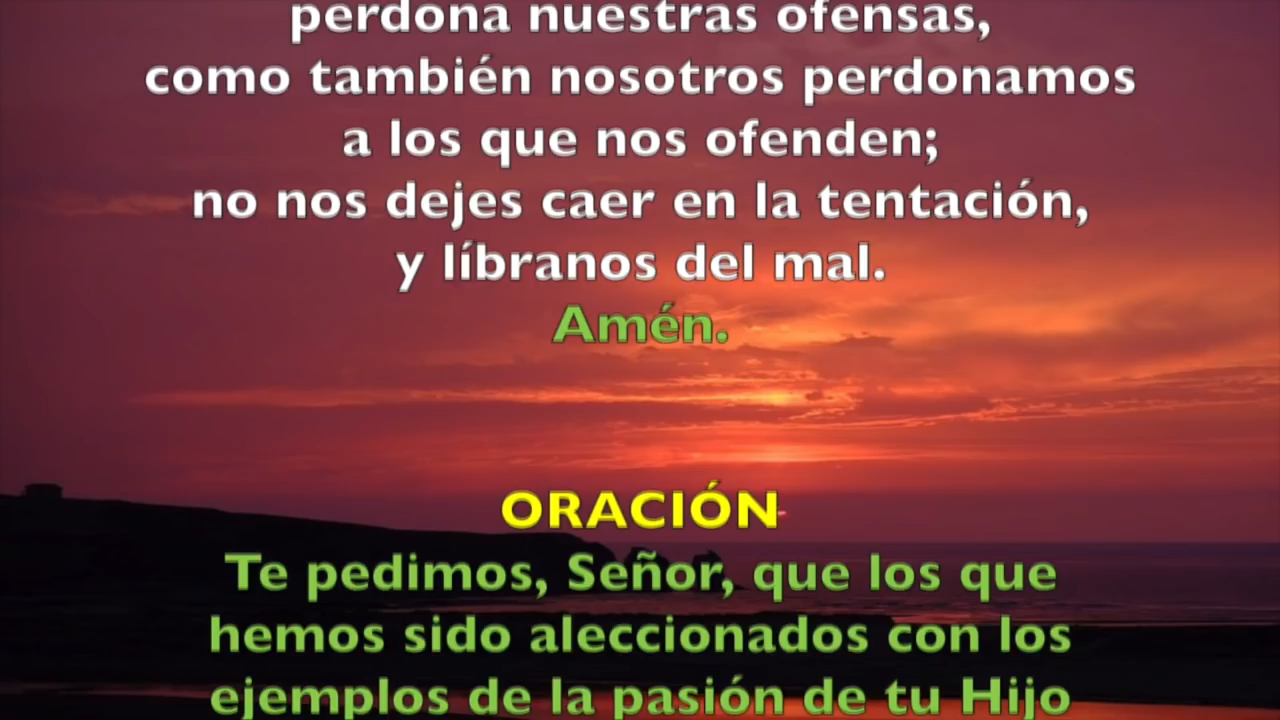 perdona nuestras ofensas,
como también nosotros perdonamos
a los que nos ofenden;
no nos dejes caer en la tentación,
y líbranos del mal.
Amén.
ORACIÓN
Te pedimos, Señor, que los que
hemos sido aleccionados con los
ejemplos de la pasión de tu Hijo